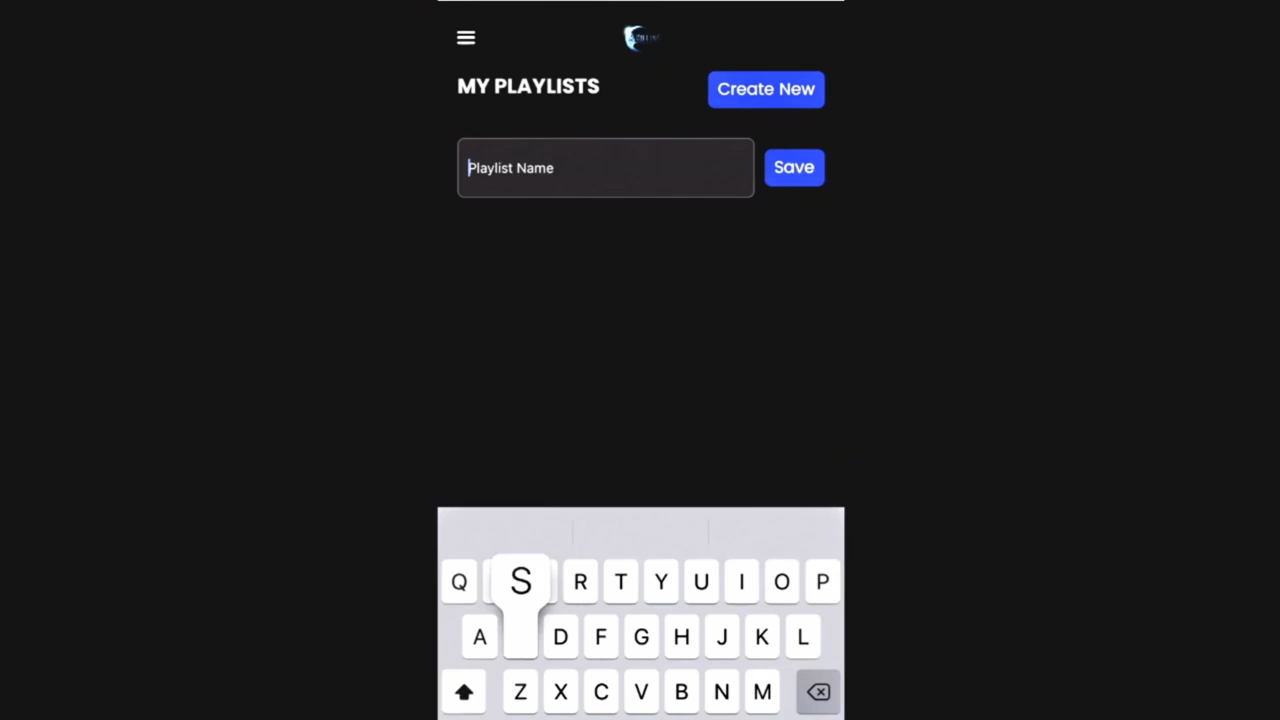 MY PLAYLISTS
Create New
Playlist Name
Save
Q S R T Y U I O P
A D F G H J K L
Z X C V B N M